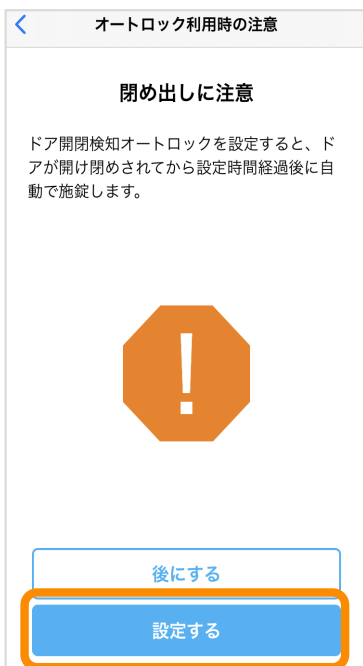 オートロック利用時の注意
閉め出しに注意
ドア開閉検知オートロックを設定すると、ド
アが開け閉めされてから設定時間経過後に自
動で施錠します。
!
後にする
設定する